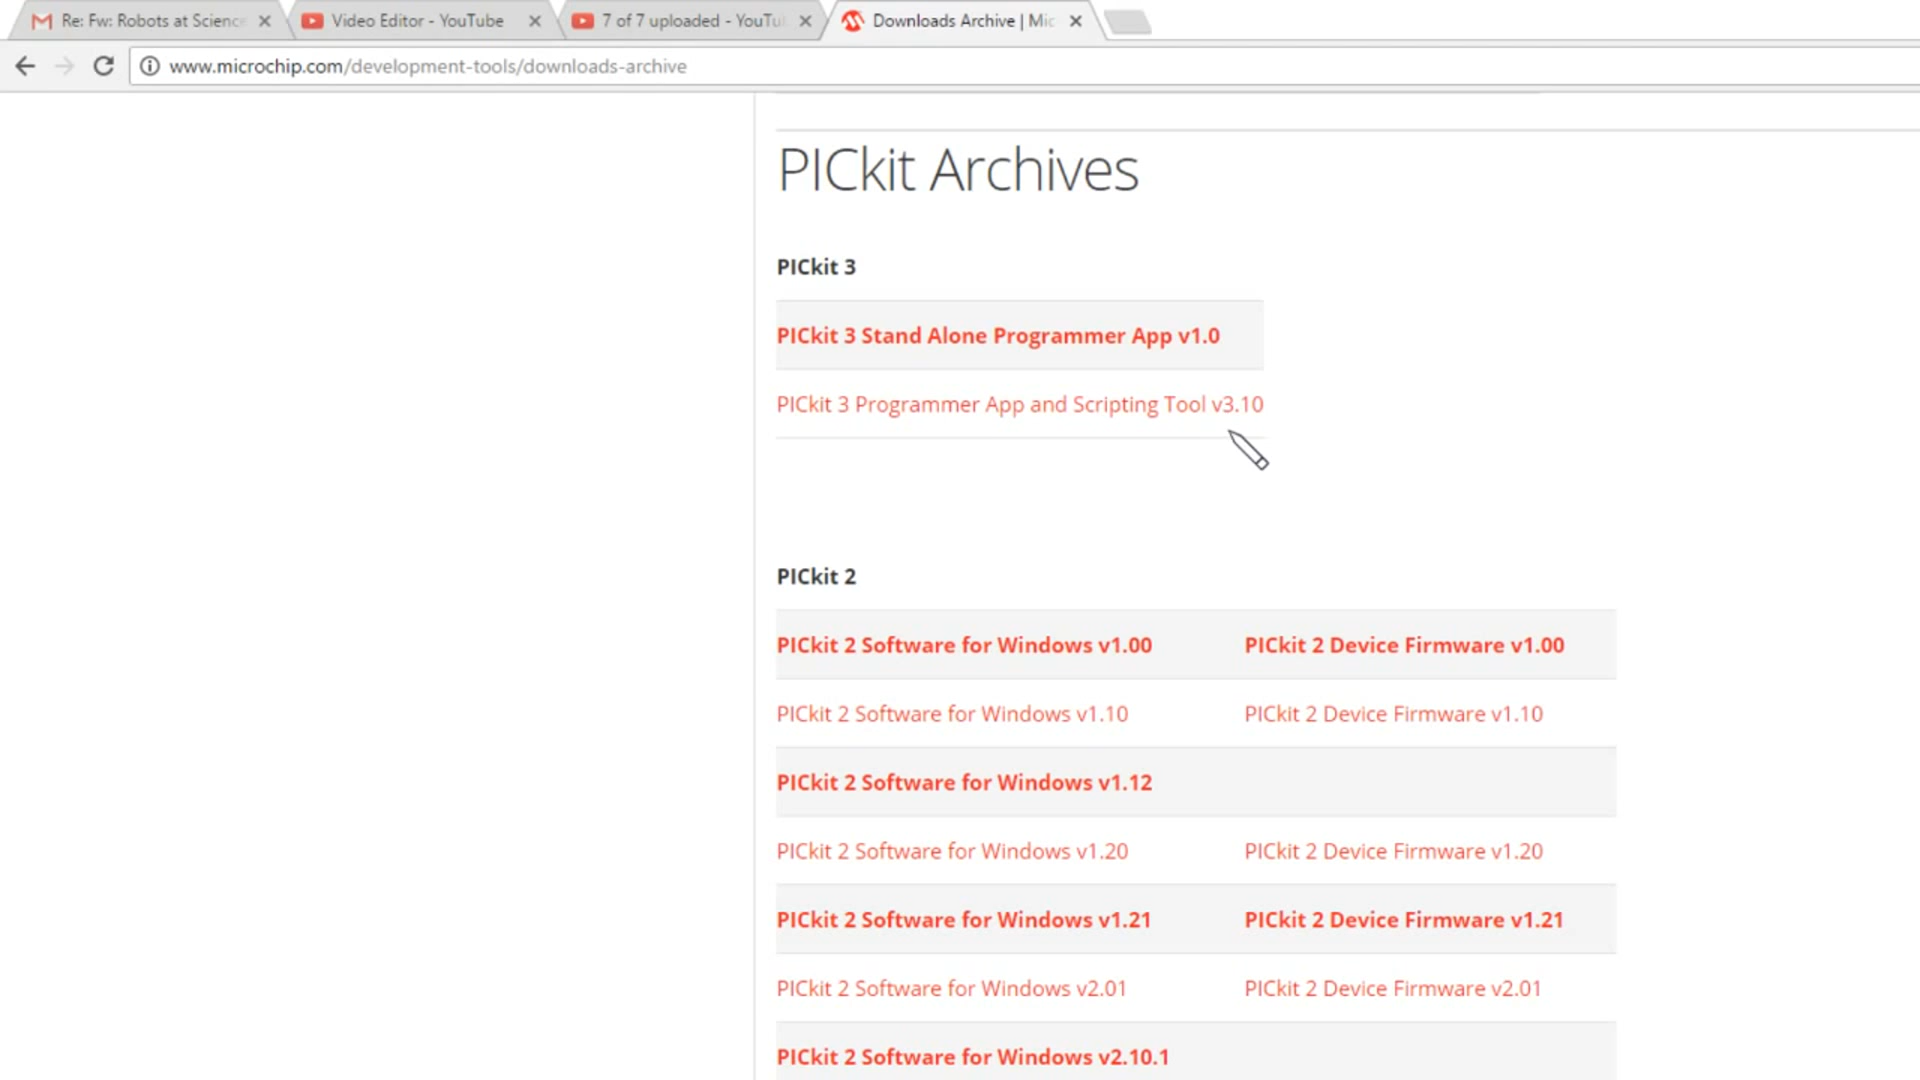 Re: Fw: Robots at Science
Video Editor - YouTube
7 of 7 uploaded - YouTu
Downloads Archive | Mic
www.microchip.com/development-tools/downloads-archive
PICkit Archives
PICkit 3
PICkit 3 Stand Alone Programmer App v1.0
PICkit 3 Programmer App and Scripting Tool v3.10
PICkit 2
PICkit 2 Software for Windows v1.00 PICkit 2 Device Firmware v1.00
PICkit 2 Software for Windows v1.10 PICkit 2 Device Firmware v1.10
PICkit 2 Software for Windows v1.12
PICkit 2 Software for Windows v1.20 PICkit 2 Device Firmware v1.20
PICkit 2 Software for Windows v1.21 PICkit 2 Device Firmware v1.21
PICkit 2 Software for Windows v2.01 PICkit 2 Device Firmware v2.01
PICkit 2 Software for Windows v2.10.1